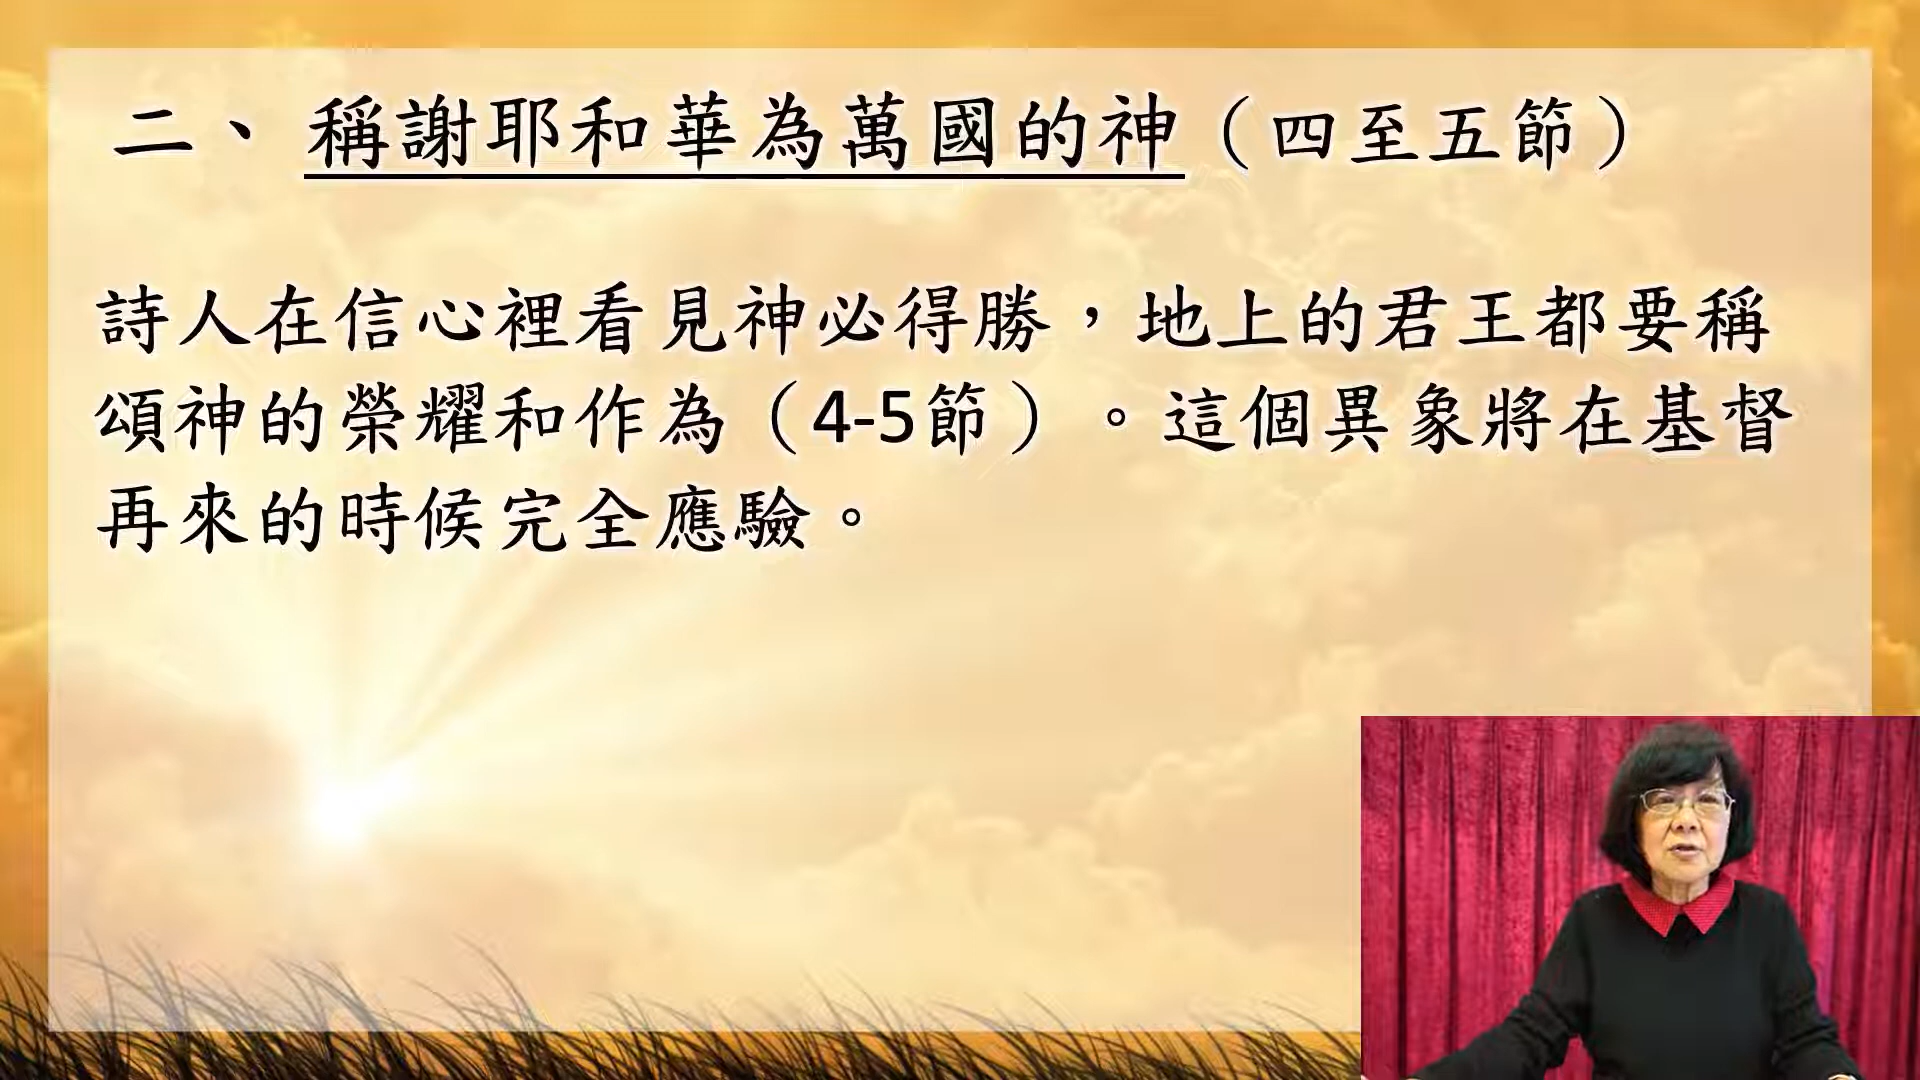 二、 稱謝耶和華為萬國的神（四至五節）
詩人在信心裡看見神必得勝，地上的君王都要稱
頌神的榮耀和作為（4-5節）。這個異象將在基督
再來的時候完全應驗。